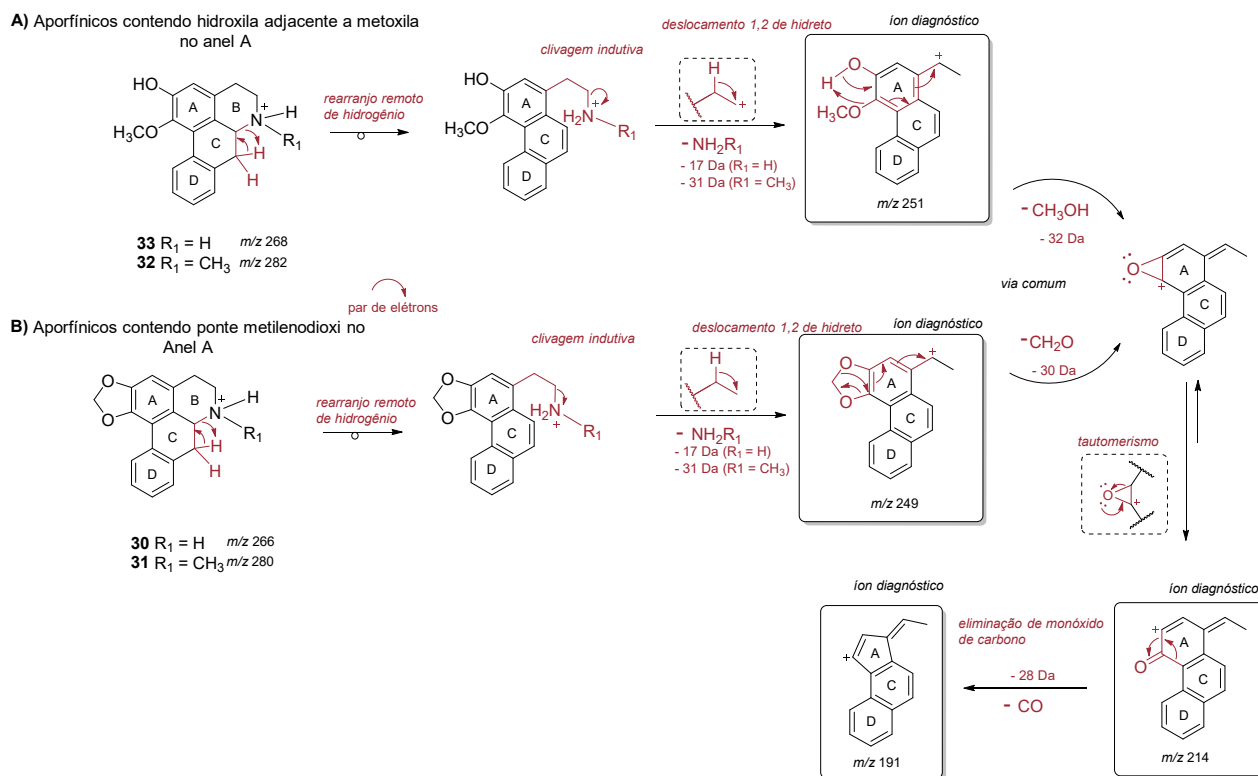 A) Aporfínicos contendo hidroxila adjacente a metoxila
no anel A
HO
H3CO
A
B
C
D
N
+
H
R1
H
H
33 R1 = H m/z 268
32 R1 = CH3 m/z 282
rearranjo remoto
de hidrogênio
clivagem indutiva
HO
H3CO
A
C
D
H2N
+
R1
deslocamento 1,2 de hidreto
H
+
- NH2R1
- 17 Da (R1 = H)
- 31 Da (R1 = CH3)
íon diagnóstico
O
H
H3CO
A
C
D
+
m/z 251
- CH3OH
- 32 Da
via comum
- CH2O
- 30 Da
O
+
A
C
D
par de elétrons
B) Aporfínicos contendo ponte metilenodioxi no
Anel A
O
O
A
B
C
D
N
+
H
R1
H
H
30 R1 = H m/z 266
31 R1 = CH3 m/z 280
rearranjo remoto
de hidrogênio
clivagem indutiva
O
O
A
C
D
H2N
+
R1
deslocamento 1,2 de hidreto
H
+
- NH2R1
- 17 Da (R1 = H)
- 31 Da (R1 = CH3)
íon diagnóstico
O
O
A
C
D
+
m/z 249
tautomerismo
O
+
íon diagnóstico
+
A
O
C
D
m/z 214
eliminação de monóxido
de carbono
- 28 Da
- CO
íon diagnóstico
+
A
C
D
m/z 191